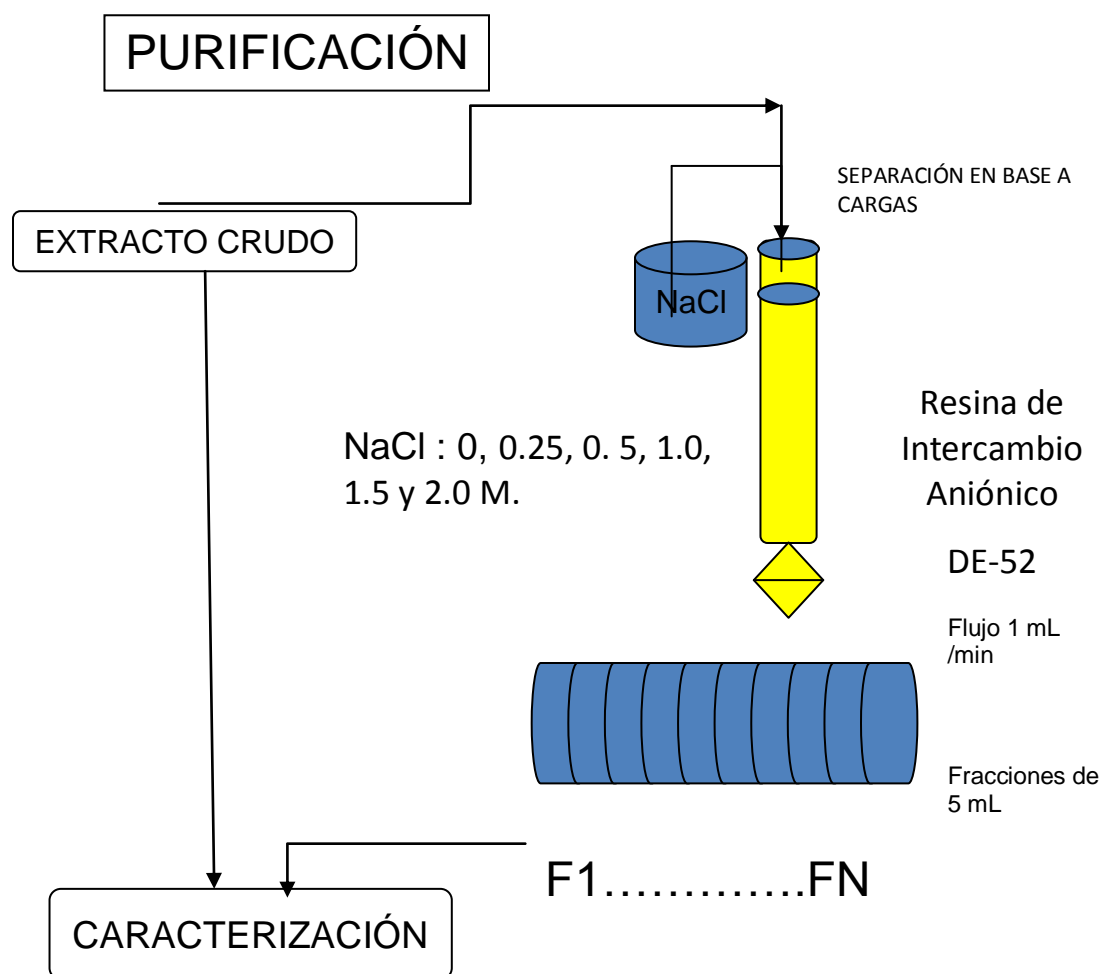 PURIFICACIÓN
SEPARACIÓN EN BASE A
CARGAS
EXTRACTO CRUDO
NaCl
Resina de
Intercambio
Aniónico
NaCl : 0, 0.25, 0. 5, 1.0,
1.5 y 2.0 M.
DE-52
Flujo 1 mL
/min
Fracciones de
5 mL
F1.............FN
CARACTERIZACIÓN